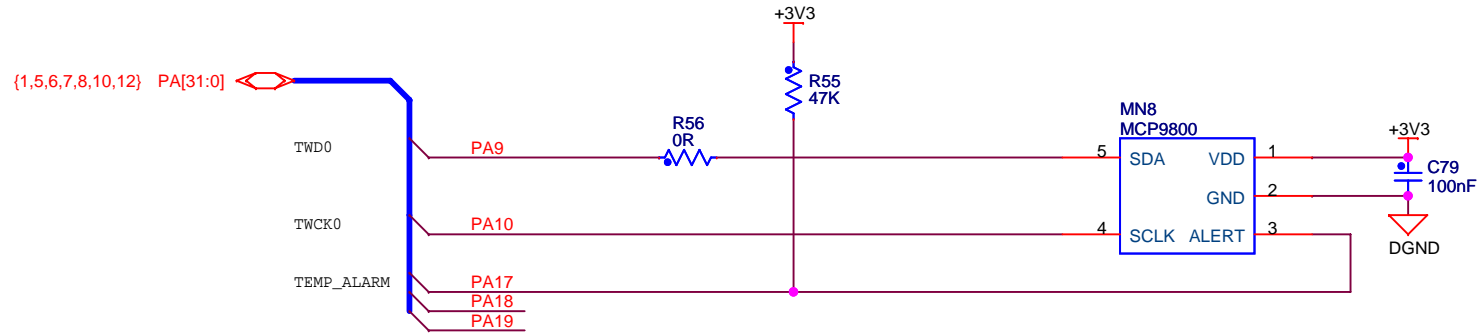 +3V3
{1,5,6,7,8,10,12} PA[31:0]
R55
47K
MN8
MCP9800
R56
0R
+3V3
TWD0
PA9
5 SDA VDD 1
C79
100nF
GND 2
TWCK0
PA10
4 SCLK ALERT 3
DGND
TEMP_ALARM
PA17
PA18
PA19